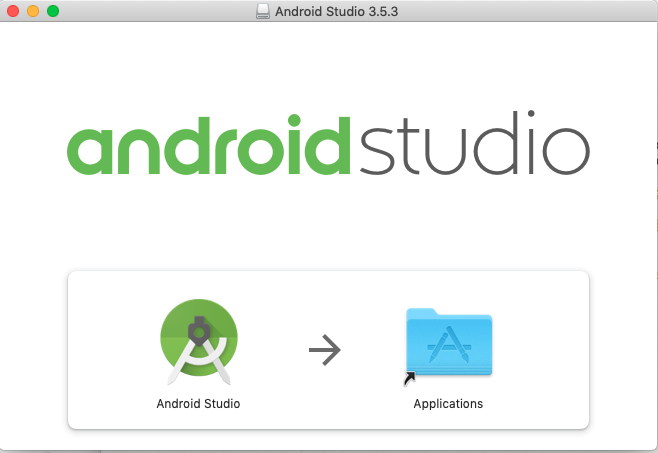 Android Studio 3.5.3
androidstudio
Android Studio
Applications